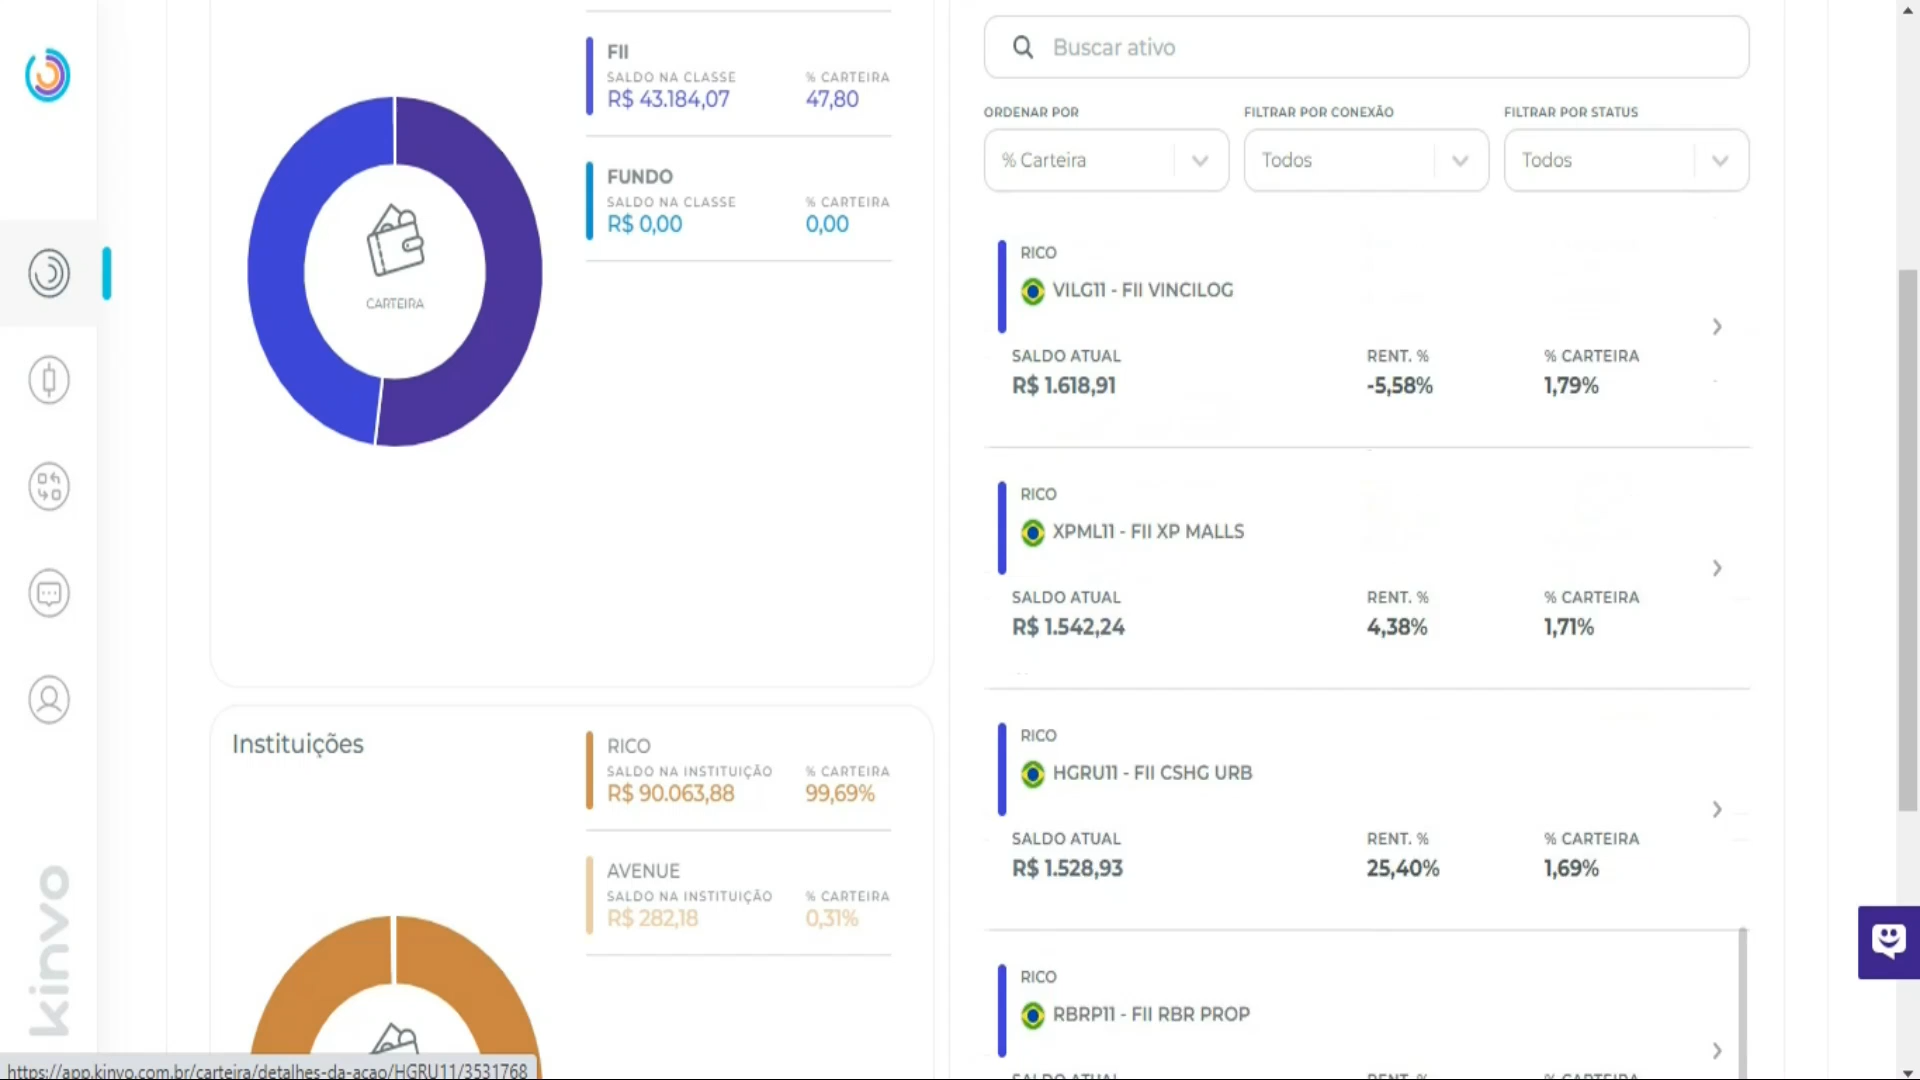 FII
SALDO NA CLASSE % CARTEIRA
R$ 43.184,07 47,80
FUNDO
SALDO NA CLASSE % CARTEIRA
R$ 0,00 0,00
CARTEIRA
Instituições
RICO
SALDO NA INSTITUIÇÃO % CARTEIRA
R$ 90.063,88 99,69%
AVENUE
SALDO NA INSTITUIÇÃO % CARTEIRA
R$ 282,18 0,31%
Buscar ativo
ORDENAR POR FILTRAR POR CONEXÃO FILTRAR POR STATUS
% Carteira Todos Todos
RICO
VILG11 - FII VINCILOG
SALDO ATUAL RENT. % % CARTEIRA
R$ 1.618,91 -5,58% 1,79%
RICO
XPML11 - FII XP MALLS
SALDO ATUAL RENT. % % CARTEIRA
R$ 1.542,24 4,38% 1,71%
RICO
HGRU11 - FII CSHG URB
SALDO ATUAL RENT. % % CARTEIRA
R$ 1.528,93 25,40% 1,69%
RICO
RBRP11 - FII RBR PROP
SALDO ATUAL RENT. % % CARTEIRA
kinvo
https://app.kinvo.com.br/carteira/detalhes-da-acao/HGRU11/3531768